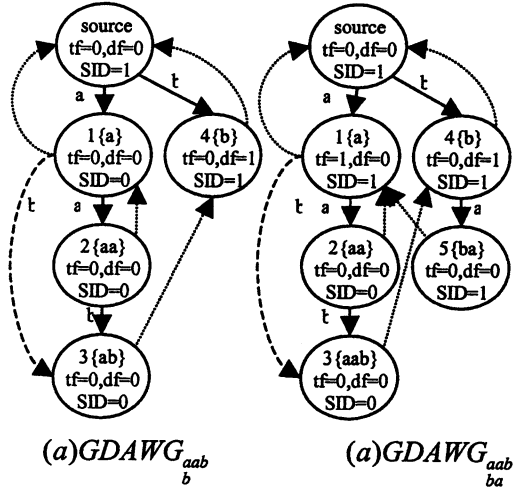 source
tf=0,df=0
SID=1
a
t
1{a}
tf=0,df=0
SID=0
4{b}
tf=0,df=1
SID=1
t
a
2{aa}
tf=0,df=0
SID=0
3{ab}
tf=0,df=0
SID=0
(a)GDAWG aab
b
source
tf=0,df=0
SID=1
a
t
1{a}
tf=1,df=0
SID=1
4{b}
tf=0,df=1
SID=1
t
a
a
2{aa}
tf=0,df=0
SID=0
5{ba}
tf=0,df=0
SID=1
t
3{aab}
tf=0,df=0
SID=0
(a)GDAWG aab
ba